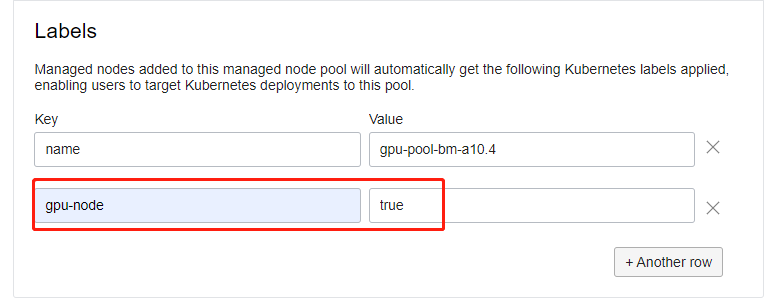 Labels
Managed nodes added to this managed node pool will automatically get the following Kubernetes labels applied,
enabling users to target Kubernetes deployments to this pool.
Key Value
name gpu-pool-bm-a10.4
gpu-node true
+ Another row